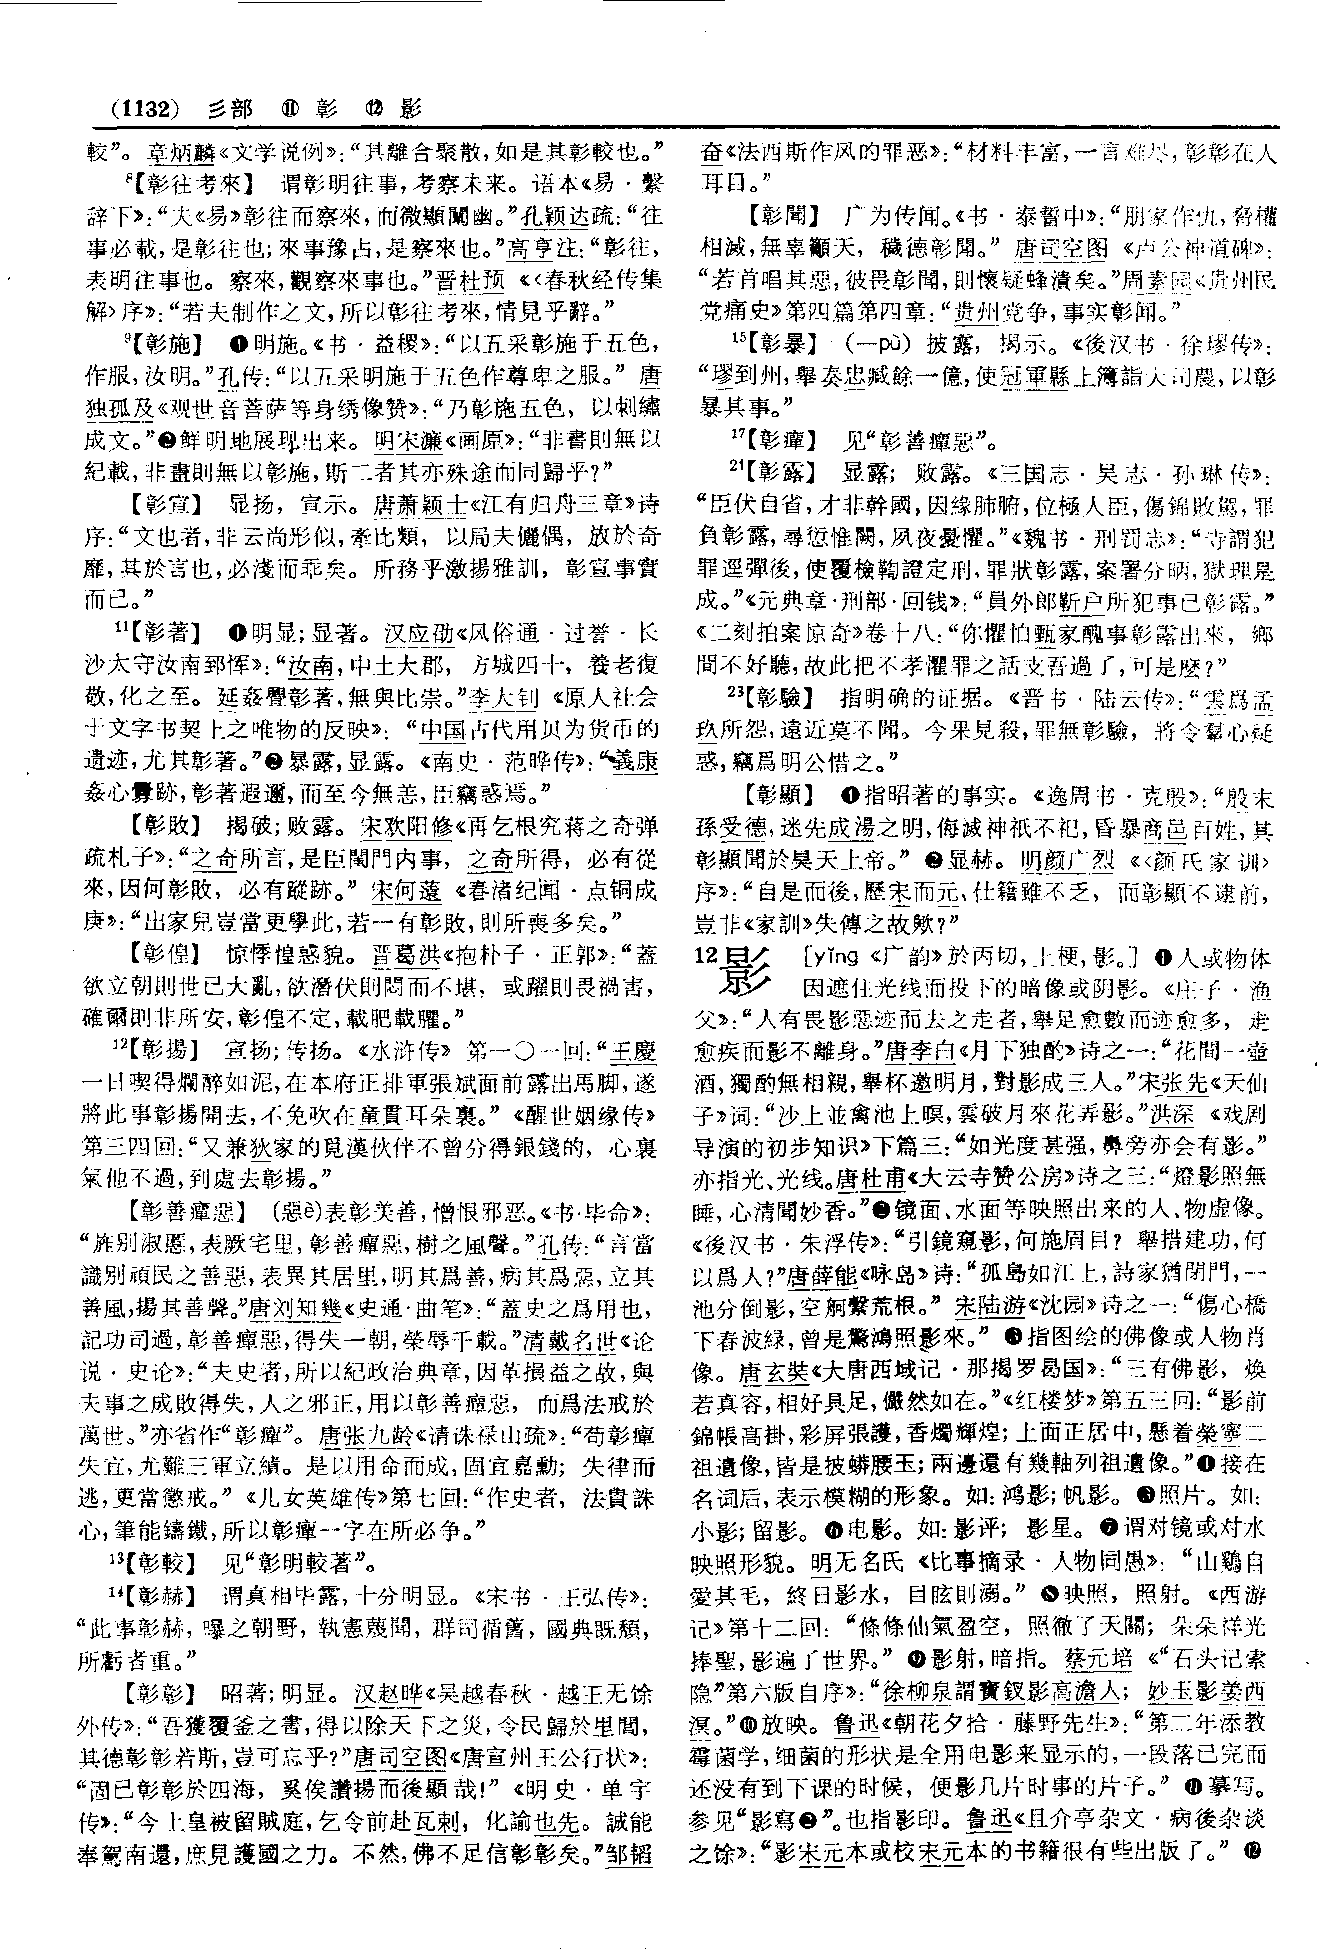 (1132) 彡部 ⑪ 彰 ⑫ 影
較”。章炳麟《文学说例》：“其離合聚散，如是其彰較也。”
⁸【彰往考來】 谓彰明往事，考察未来。语本《易·繫
辞下》：“夫《易》彰往而察來，而微顯闡幽。”孔颖达疏：“往
事必載，是彰往也；來事豫占，是察來也。”高亨注：“彰往，
表明往事也。察來，觀察來事也。”晋杜预《〈春秋经传集
解〉序》：“若夫制作之文，所以彰往考來，情見乎辭。”
⁹【彰施】 ❶明施。《书·益稷》：“以五采彰施于五色，
作服，汝明。”孔传：“以五采明施于五色作尊卑之服。”唐
独孤及《观世音菩萨等身绣像赞》：“乃彰施五色，以刺繡
成文。”❷鲜明地展现出来。明宋濂《画原》：“非書則無以
紀載，非畫則無以彰施，斯二者其亦殊途而同歸乎？”
【彰宣】 显扬，宣示。唐萧颖士《江有归舟三章》诗
序：“文也者，非云尚形似，牽比類，以局夫儷偶，放於奇
靡，其於言也，必淺而乖矣。所務乎激揚雅訓，彰宣事實
而已。”
¹¹【彰著】 ❶明显；显著。汉应劭《风俗通·过誉·长
沙太守汝南郅恽》：“汝南，中土大郡，方城四十，養老復
敬，化之至。延姦釁彰著，無與比崇。”李大钊《原人社会
于文字书契上之唯物的反映》：“中国古代用贝为货币的
遺迹，尤其彰著。”❷暴露，显露。《南史·范晔传》：“義康
姦心釁跡，彰著遐邇，而至今無恙，臣竊惑焉。”
【彰敗】 揭破；败露。宋欧阳修《再乞根究蒋之奇弹
疏札子》：“之奇所言，是臣閨門内事，之奇所得，必有從
來，因何彰敗，必有蹤跡。”宋何薳《春渚纪闻·点铜成
庚》：“出家兒豈當更學此，若一有彰敗，則所喪多矣。”
【彰偟】 惊悸惶惑貌。晋葛洪《抱朴子·正郭》：“蓋
欲立朝則世已大亂，欲潛伏則悶而不堪，或躍則畏禍害，
確爾則非所安，彰偟不定，載肥載臞。”
¹²【彰揚】 宣扬；传扬。《水浒传》第一〇一回：“王慶
一日喫得爛醉如泥，在本府正排軍張斌面前露出馬脚，遂
將此事彰揚開去，不免吹在童貫耳朵裏。”《醒世姻缘传》
第三四回：“又兼狄家的覓漢伙伴不曾分得銀錢的，心裏
氣他不過，到處去彰揚。”
【彰善癉惡】 （惡è）表彰美善，憎恨邪恶。《书·毕命》：
“旌别淑慝，表厥宅里，彰善癉惡，樹之風聲。”孔传：“言當
識别頑民之善惡，表異其居里，明其爲善，病其爲惡，立其
善風，揚其善聲。”唐刘知幾《史通·曲笔》：“蓋史之爲用也，
記功司過，彰善癉惡，得失一朝，榮辱千載。”清戴名世《论
说·史论》：“夫史者，所以紀政治典章，因革損益之故，與
夫事之成敗得失，人之邪正，用以彰善癉惡，而爲法戒於
萬世。”亦省作“彰癉”。唐张九龄《请诛禄山疏》：“苟彰癉
失宜，尤難三軍立績。是以用命而成，固宜嘉勳；失律而
逃，更當懲戒。”《儿女英雄传》第七回：“作史者，法貴誅
心，筆能鑄鐵，所以彰癉一字在所必争。”
¹³【彰較】 见“彰明較著”。
¹⁴【彰赫】 谓真相毕露，十分明显。《宋书·王弘传》：
“此事彰赫，曝之朝野，執憲蔑聞，群司循舊，國典既頹，
所虧者重。”
【彰彰】 昭著；明显。汉赵晔《吴越春秋·越王无馀
外传》：“吾獲覆釜之書，得以除天下之災，令民歸於里閭，
其德彰彰若斯，豈可忘乎？”唐司空图《唐宣州王公行状》：
“固已彰彰於四海，奚俟讚揚而後顯哉！”《明史·单宇
传》：“今上皇被留賊庭，乞令前赴瓦剌，化諭也先。誠能
奉駕南還，庶見護國之力。不然，佛不足信彰彰矣。”邹韬
奋《法西斯作风的罪恶》：“材料丰富，一言难尽，彰彰在人
耳目。”
【彰聞】 广为传闻。《书·泰誓中》：“朋家作仇，脅權
相滅，無辜籲天，穢德彰聞。”唐司空图《卢公神道碑》：
“若首唱其惡，彼畏彰聞，則懷疑蜂潰矣。”周素园《贵州民
党痛史》第四篇第四章：“贵州党争，事实彰闻。”
¹⁵【彰暴】 （—pù）披露，揭示。《後汉书·徐璆传》：
“璆到州，舉奏忠臧餘一億，使冠軍縣上簿詣大司農，以彰
暴其事。”
¹⁷【彰癉】 见“彰善癉惡”。
²¹【彰露】 显露；败露。《三国志·吴志·孙琳传》：
“臣伏自省，才非幹國，因緣肺腑，位極人臣，傷錦敗駕，罪
負彰露，尋愆惟闕，夙夜憂懼。”《魏书·刑罚志》：“寺謂犯
罪逕彈後，使覆檢鞫證定刑，罪狀彰露，案署分昞，獄理是
成。”《元典章·刑部·回钱》：“員外郎靳户所犯事已彰露。”
《二刻拍案惊奇》卷十八：“你懼怕甄家醜事彰露出來，鄉
間不好聽，故此把不孝懼罪之話支吾過了，可是麽？”
²³【彰驗】 指明确的证据。《晋书·陆云传》：“雲爲孟
玖所怨，遠近莫不聞。今果見殺，罪無彰驗，將令羣心疑
惑，竊爲明公惜之。”
【彰顯】 ❶指昭著的事实。《逸周书·克殷》：“殷末
孫受德，迷先成湯之明，侮滅神祇不祀，昏暴商邑百姓，其
彰顯聞於昊天上帝。”❷显赫。明颜广烈《〈颜氏家训〉
序》：“自是而後，歷宋而元，仕籍雖不乏，而彰顯不逮前，
豈非《家訓》失傳之故歟？”
12影 ［yǐng《广韵》於丙切，上梗，影。］❶人或物体
因遮住光线而投下的暗像或阴影。《庄子·渔
父》：“人有畏影惡迹而去之走者，舉足愈數而迹愈多，走
愈疾而影不離身。”唐李白《月下独酌》诗之一：“花間一壺
酒，獨酌無相親，舉杯邀明月，對影成三人。”宋张先《天仙
子》词：“沙上並禽池上暝，雲破月來花弄影。”洪深《戏剧
导演的初步知识》下篇三：“如光度甚强，鼻旁亦会有影。”
亦指光、光线。唐杜甫《大云寺赞公房》诗之三：“燈影照無
睡，心清聞妙香。”❷镜面、水面等映照出来的人、物虚像。
《後汉书·朱浮传》：“引鏡窺影，何施眉目？舉措建功，何
以爲人？”唐薛能《咏岛》诗：“孤島如江上，詩家猶閉門，一
池分倒影，空舸繫荒根。”宋陆游《沈园》诗之一：“傷心橋
下春波緑，曾是驚鴻照影來。”❸指图绘的佛像或人物肖
像。唐玄奘《大唐西域记·那揭罗曷国》：“三有佛影，焕
若真容，相好具足，儼然如在。”《红楼梦》第五三回：“影前
錦帳高掛，彩屏張護，香燭輝煌；上面正居中，懸着榮寧二
祖遺像，皆是披蟒腰玉；兩邊還有幾軸列祖遺像。”❹接在
名词后，表示模糊的形象。如：鸿影；帆影。❺照片。如：
小影；留影。❻电影。如：影评；影星。❼谓对镜或对水
映照形貌。明无名氏《比事摘录·人物同愚》：“山鷄自
愛其毛，終日影水，目眩則溺。”❽映照，照射。《西游
记》第十二回：“條條仙氣盈空，照徹了天關；朵朵祥光
捧聖，影遍了世界。”❾影射，暗指。蔡元培《“石头记索
隐”第六版自序》：“徐柳泉謂寶釵影高澹人；妙玉影姜西
溟。”❿放映。鲁迅《朝花夕拾·藤野先生》：“第二年添教
霉菌学，细菌的形状是全用电影来显示的，一段落已完而
还没有到下课的时候，便影几片时事的片子。”⓫摹写。
参见“影寫❷”。也指影印。鲁迅《且介亭杂文·病後杂谈
之馀》：“影宋元本或校宋元本的书籍很有些出版了。”⓬